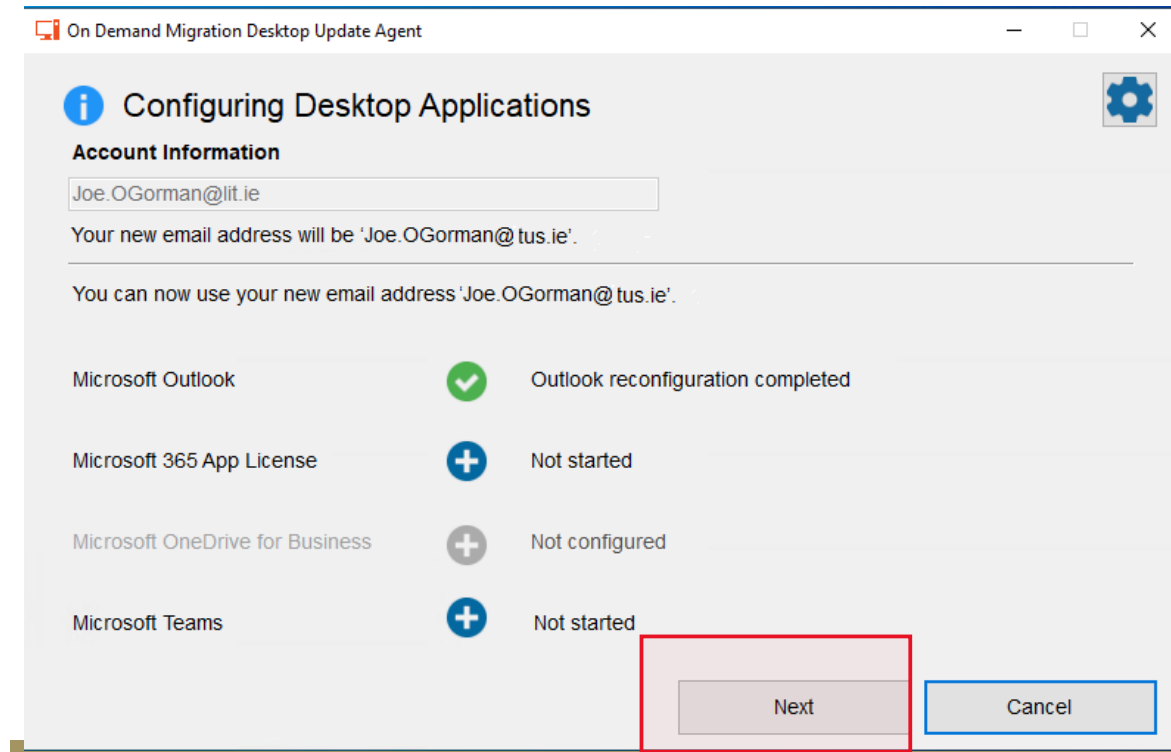 On Demand Migration Desktop Update Agent
Configuring Desktop Applications
Account Information
Joe.OGorman@lit.ie
Your new email address will be 'Joe.OGorman@ tus.ie'.
You can now use your new email address 'Joe.OGorman@ tus.ie'.
Microsoft Outlook Outlook reconfiguration completed
Microsoft 365 App License Not started
Microsoft OneDrive for Business Not configured
Microsoft Teams Not started
Next Cancel